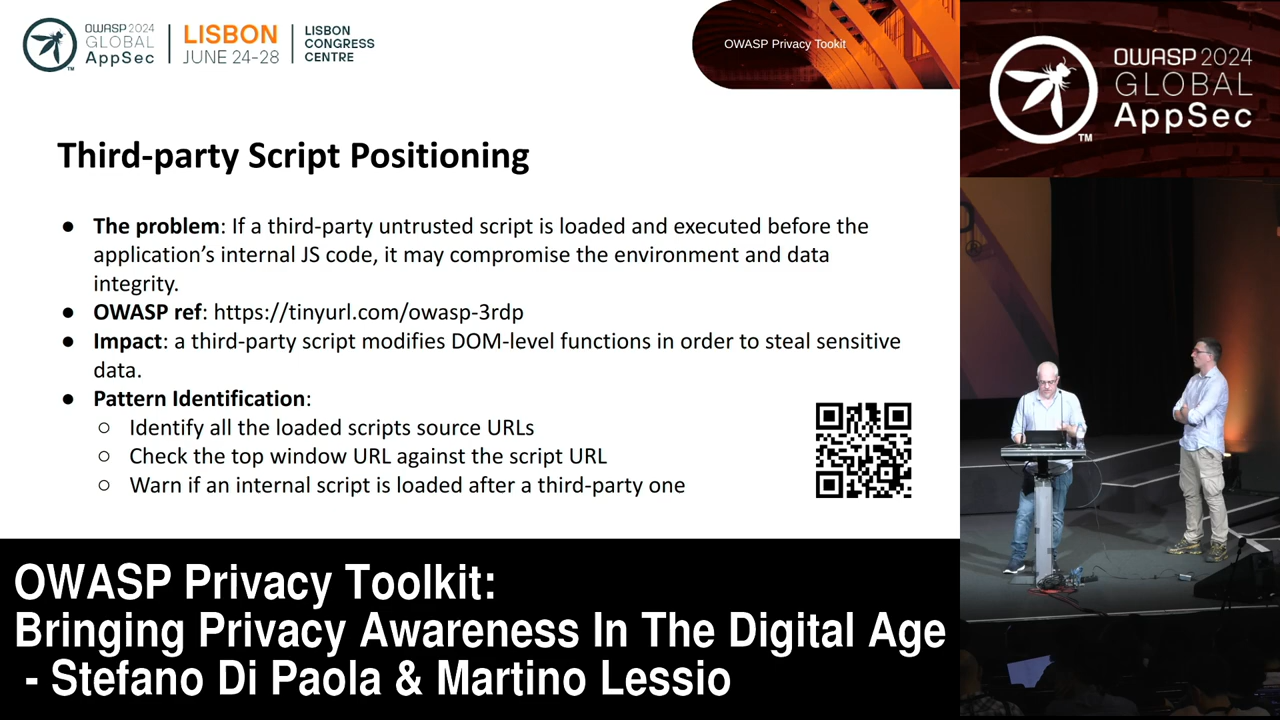 OWASP 2024
GLOBAL
AppSec
TM
LISBON
JUNE 24-28
LISBON
CONGRESS
CENTRE
OWASP Privacy Tookit
OWASP 2024
GLOBAL
AppSec
TM
Third-party Script Positioning
● The problem: If a third-party untrusted script is loaded and executed before the
application's internal JS code, it may compromise the environment and data
integrity.
● OWASP ref: https://tinyurl.com/owasp-3rdp
● Impact: a third-party script modifies DOM-level functions in order to steal sensitive
data.
● Pattern Identification:
○ Identify all the loaded scripts source URLs
○ Check the top window URL against the script URL
○ Warn if an internal script is loaded after a third-party one
OWASP Privacy Toolkit:
Bringing Privacy Awareness In The Digital Age
- Stefano Di Paola & Martino Lessio